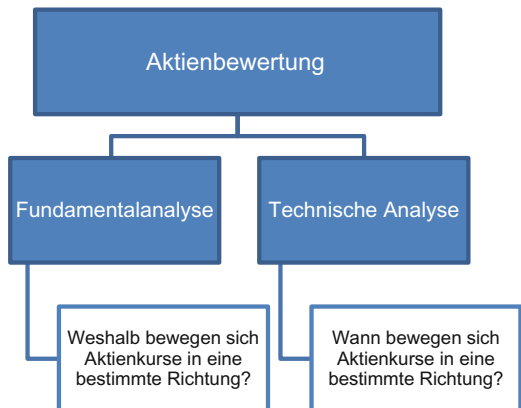 Aktienbewertung
Fundamentalanalyse
Technische Analyse
Weshalb bewegen sich
Aktienkurse in eine
bestimmte Richtung?
Wann bewegen sich
Aktienkurse in eine
bestimmte Richtung?